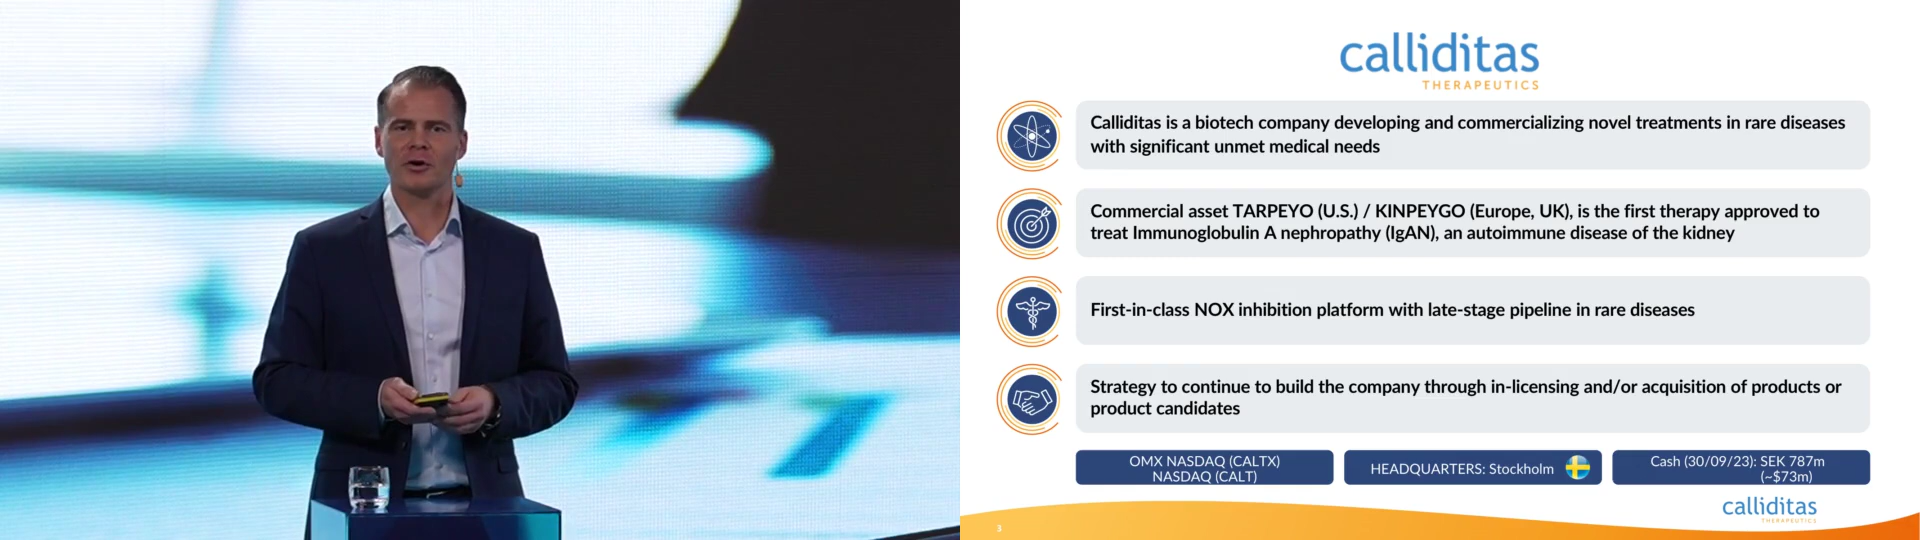 calliditas
THERAPEUTICS
Calliditas is a biotech company developing and commercializing novel treatments in rare diseases
with significant unmet medical needs
Commercial asset TARPEYO (U.S.) / KINPEYGO (Europe, UK), is the first therapy approved to
treat Immunoglobulin A nephropathy (IgAN), an autoimmune disease of the kidney
First-in-class NOX inhibition platform with late-stage pipeline in rare diseases
Strategy to continue to build the company through in-licensing and/or acquisition of products or
product candidates
OMX NASDAQ (CALTX)
NASDAQ (CALT)
HEADQUARTERS: Stockholm
Cash (30/09/23): SEK 787m
(~$73m)
calliditas
THERAPEUTICS
3